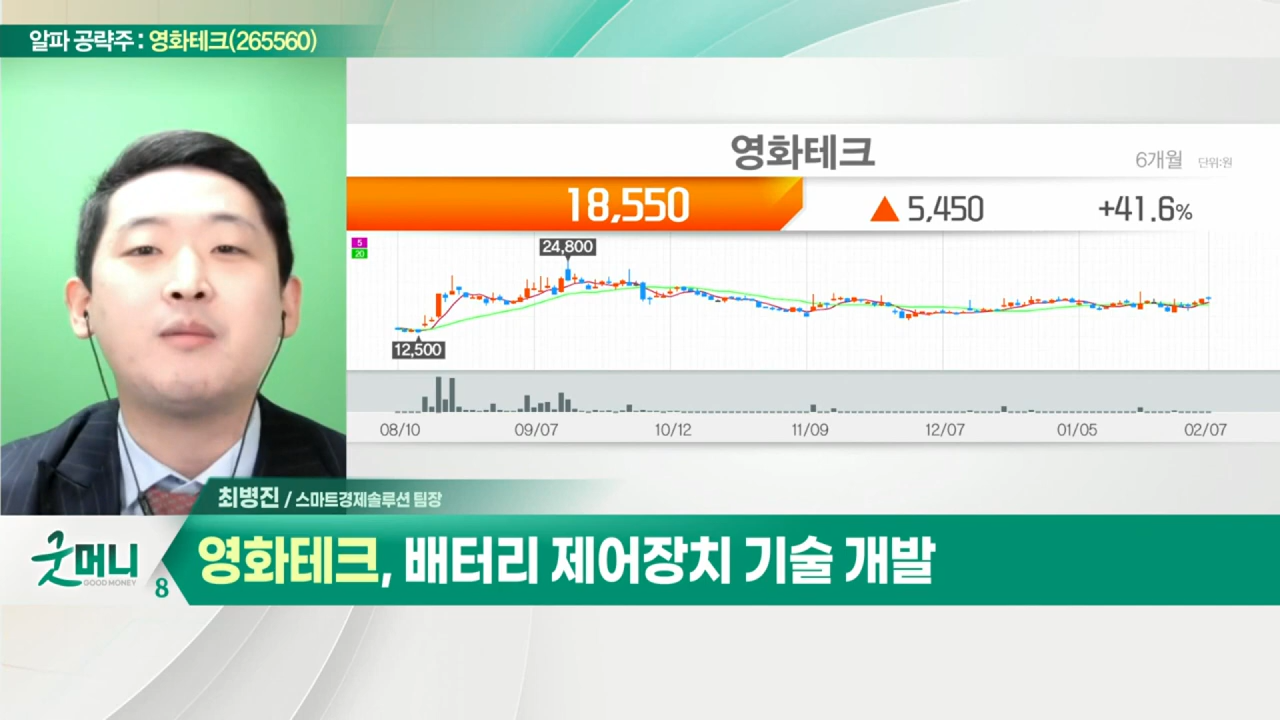 알파 공략주 : 영화테크(265560)
영화테크
6개월 단위:원
18,550 ▲ 5,450 +41.6%
5
20
24,800
12,500
08/10 09/07 10/12 11/09 12/07 01/05 02/07
최병진 / 스마트경제솔루션 팀장
굿머니
GOOD MONEY
8
영화테크, 배터리 제어장치 기술 개발